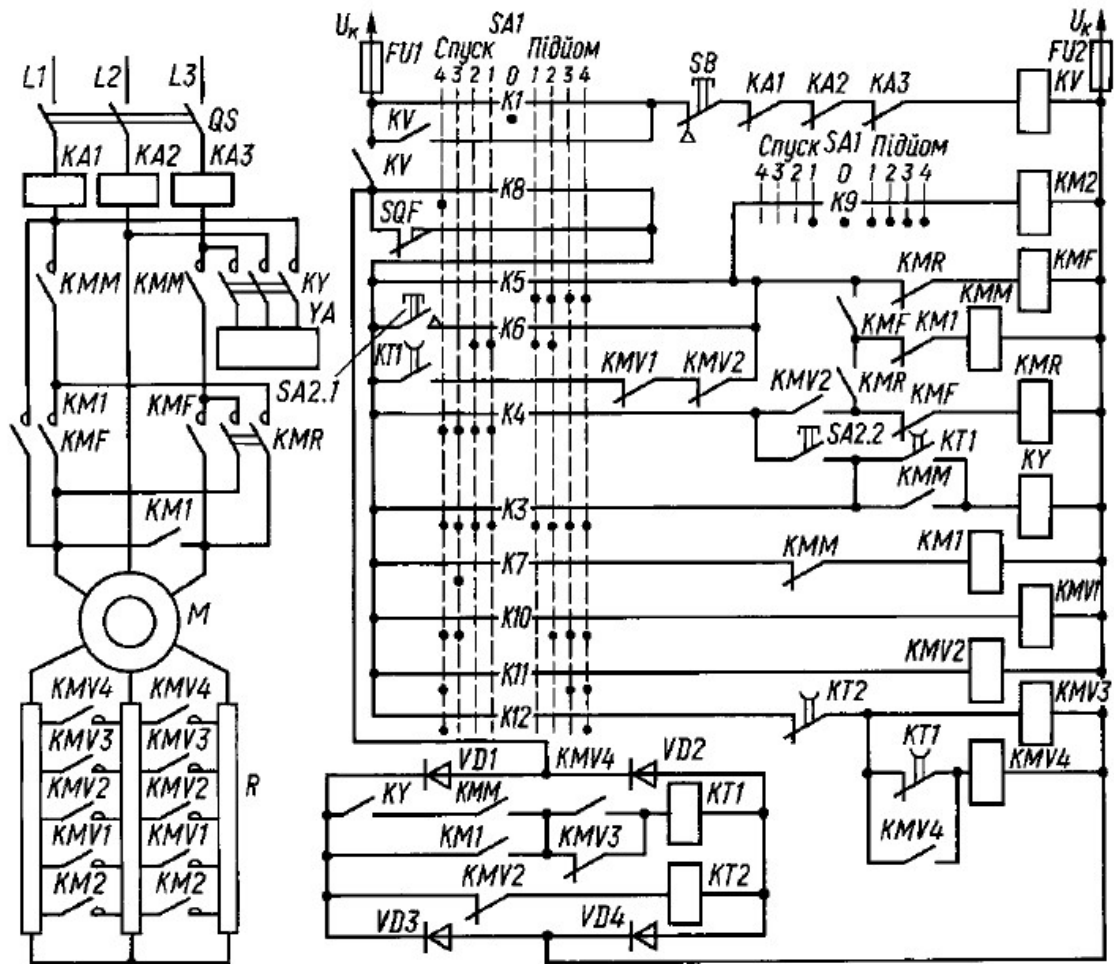 L1 L2 L3
QS
KA1 KA2 KA3
KMM KMM KY
YA
SA2.1
KM1 KMF
KMF KMR
KM1
M
KMV4 KMV4
KMV3 KMV3
KMV2 KMV2
KMV1 KMV1
KM2 KM2
R
Uк SA1 Uк
FU1 Спуск Підйом FU2
4 3 2 1 0 1 2 3 4
K1 SB KA1 KA2 KA3 KV
KV
KV
Спуск SA1 Підйом
4 3 2 1 0 1 2 3 4
K8 K9 KM2
SQF
K5 KMR KMF
K6 KMF KM1 KMM
KT1 KMV1 KMV2 KMR
K4 KMV2 KMF KMR
SA2.2 KT1 KY
K3 KMM
K7 KMM KM1
K10 KMV1
K11 KMV2
K12 KT2 KMV3
KT1 KMV4
KMV4
VD1 KMV4 VD2
KY KMM KT1
KM1 KMV3
KMV2 KT2
VD3 VD4